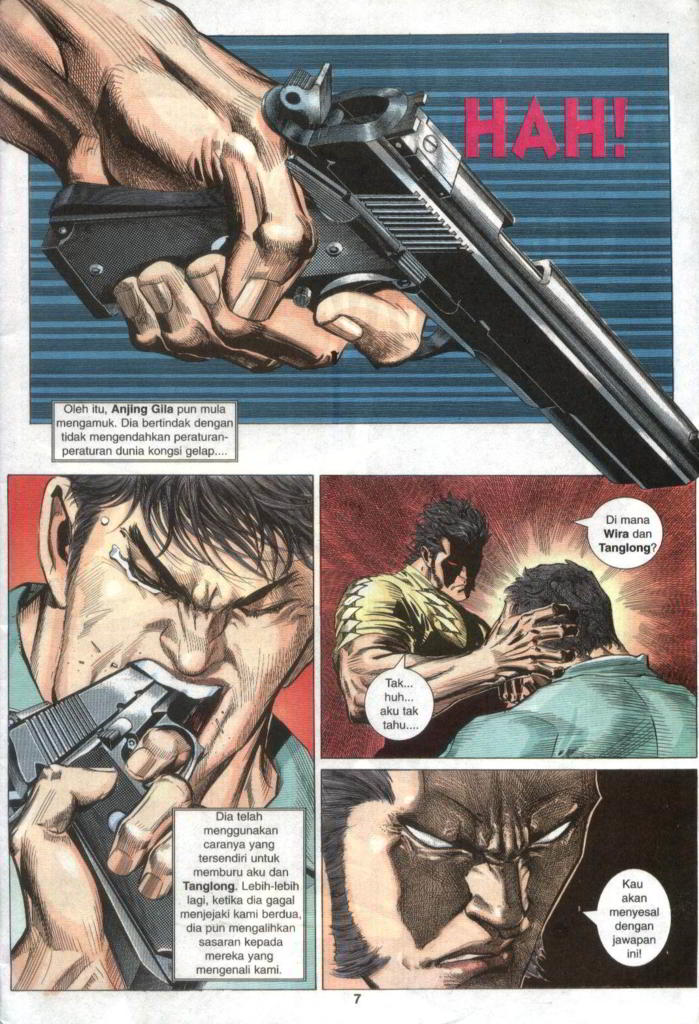 HAH!
Oleh itu, Anjing Gila pun mula
mengamuk. Dia bertindak dengan
tidak mengendahkan peraturan-
peraturan dunia kongsi gelap....
Di mana
Wira dan
Tanglong?
Tak...
huh...
aku tak
tahu....
Dia telah
menggunakan
caranya yang
tersendiri untuk
memburu aku dan
Tanglong. Lebih-lebih
lagi, ketika dia gagal
menjejaki kami berdua,
dia pun mengalihkan
sasaran kepada
mereka yang
mengenali kami.
Kau
akan
menyesal
dengan
jawapan
ini!
7